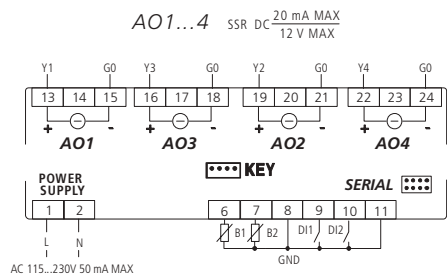 AO1...4 SSR DC 20 mA MAX
12 V MAX
Y1 G0 Y3 G0 Y2 G0 Y4 G0
13 14 15 16 17 18 19 20 21 22 23 24
+ - + - + - + -
AO1 AO3 AO2 AO4
KEY
POWER
SUPPLY
SERIAL
1 2 6 7 8 9 10 11
L N B1 B2 DI1 DI2
GND
AC 115...230V 50 mA MAX